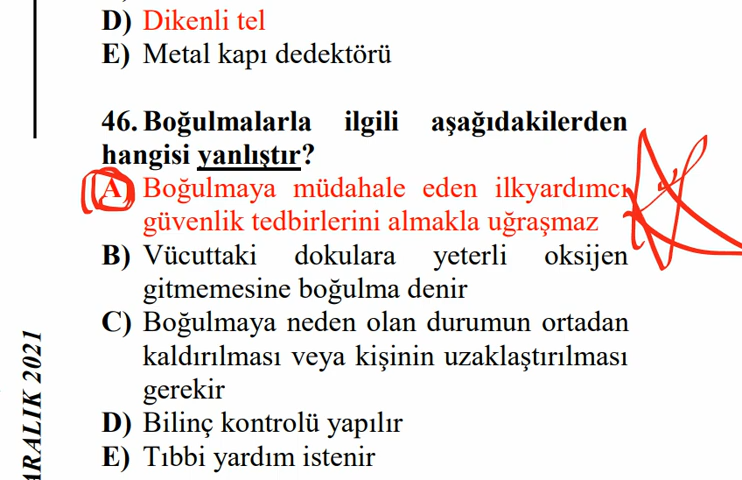 D) Dikenli tel
E) Metal kapı dedektörü
46. Boğulmalarla ilgili aşağıdakilerden
hangisi yanlıştır?
A) Boğulmaya müdahale eden ilkyardımcı
güvenlik tedbirlerini almakla uğraşmaz
B) Vücuttaki dokulara yeterli oksijen
gitmemesine boğulma denir
C) Boğulmaya neden olan durumun ortadan
kaldırılması veya kişinin uzaklaştırılması
gerekir
D) Bilinç kontrolü yapılır
E) Tıbbi yardım istenir
ARALIK 2021